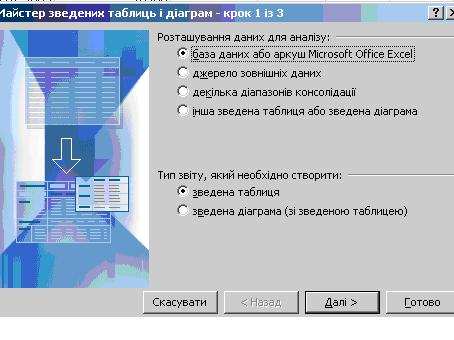 Майстер зведених таблиць і діаграм - крок 1 із 3
Розташування даних для аналізу:
база даних або аркуш Microsoft Office Excel
джерело зовнішніх даних
декілька діапазонів консолідації
інша зведена таблиця або зведена діаграма
Тип звіту, який необхідно створити:
зведена таблиця
зведена діаграма (зі зведеною таблицею)
Скасувати < Назад Далі > Готово